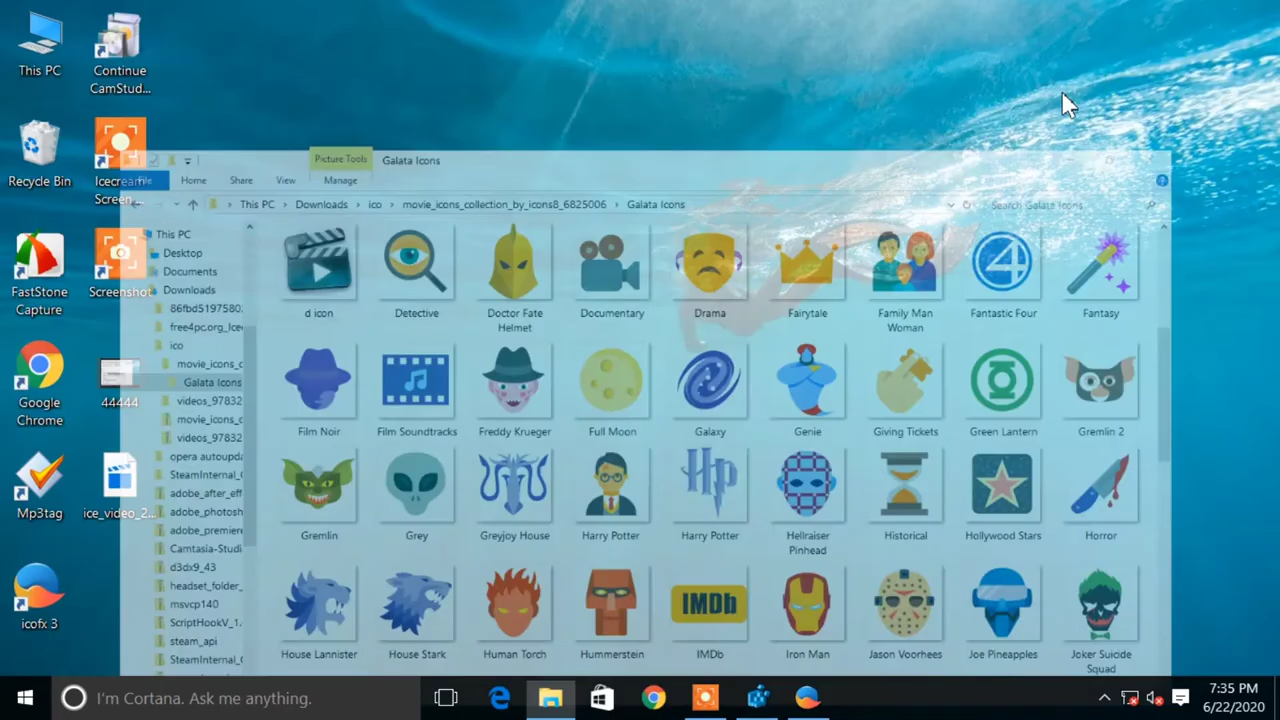 This PC
Continue
CamStud...
Recycle Bin
Icecream
Screen ...
FastStone
Capture
Screenshot
Google
Chrome
44444
Mp3tag
ice_video_2...
icofx 3
Picture Tools
Galata Icons
File
Home
Share
View
Manage
This PC
Downloads
ico
movie_icons_collection_by_icons8_6825006
Galata Icons
Search Galata Icons
This PC
Desktop
Documents
Downloads
86fbd5197580
free4pc.org_Ice
ico
movie_icons_c
Galata Icons
videos_97832
movie_icons_c
videos_97832
opera autoupda
SteamInternal_
adobe_after_eff
adobe_photosh
adobe_premiere
Camtasia-Studi
d3dx9_43
headset_folder_
msvcp140
ScriptHookV_1.
steam_api
SteamInternal_
d icon
Detective
Doctor Fate
Helmet
Documentary
Drama
Fairytale
Family Man
Woman
Fantastic Four
Fantasy
Film Noir
Film Soundtracks
Freddy Krueger
Full Moon
Galaxy
Genie
Giving Tickets
Green Lantern
Gremlin 2
Gremlin
Grey
Greyjoy House
Harry Potter
Harry Potter
Hellraiser
Pinhead
Historical
Hollywood Stars
Horror
House Lannister
House Stark
Human Torch
Hummerstein
IMDb
IMDb
Iron Man
Jason Voorhees
Joe Pineapples
Joker Suicide
Squad
I'm Cortana. Ask me anything.
7:35 PM
6/22/2020